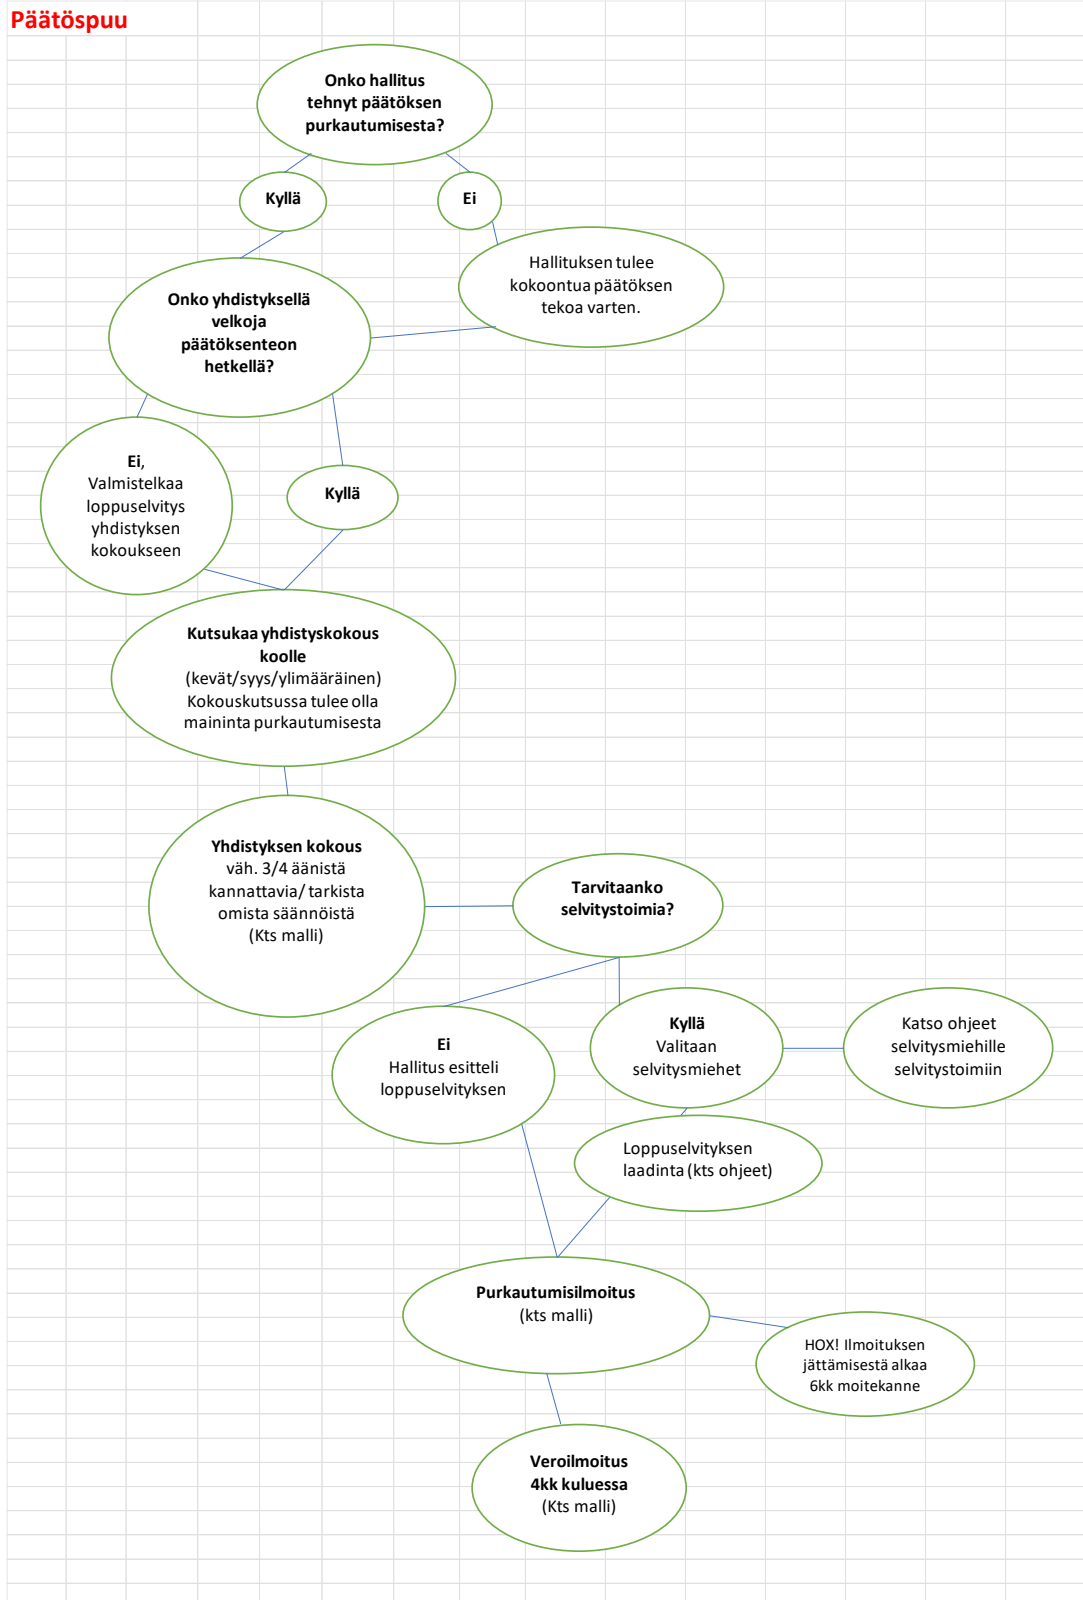 Päätöspuu
Onko hallitus
tehnyt päätöksen
purkautumisesta?
Kyllä
Ei
Hallituksen tulee
kokoontua päätöksen
tekoa varten.
Onko yhdistyksellä
velkoja
päätöksenteon
hetkellä?
Ei,
Valmistelkaa
loppuselvitys
yhdistyksen
kokoukseen
Kyllä
Kutsukaa yhdistyskokous
koolle
(kevät/syys/ylimääräinen)
Kokouskutsussa tulee olla
maininta purkautumisesta
Yhdistyksen kokous
väh. 3/4 äänistä
kannattavia/ tarkista
omista säännöistä
(Kts malli)
Tarvitaanko
selvitystoimia?
Ei
Hallitus esitteli
loppuselvityksen
Kyllä
Valitaan
selvitysmiehet
Katso ohjeet
selvitysmiehille
selvitystoimiin
Loppuselvityksen
laadinta (kts ohjeet)
Purkautumisilmoitus
(kts malli)
HOX! Ilmoituksen
jättämisestä alkaa
6kk moitekanne
Veroilmoitus
4kk kuluessa
(Kts malli)